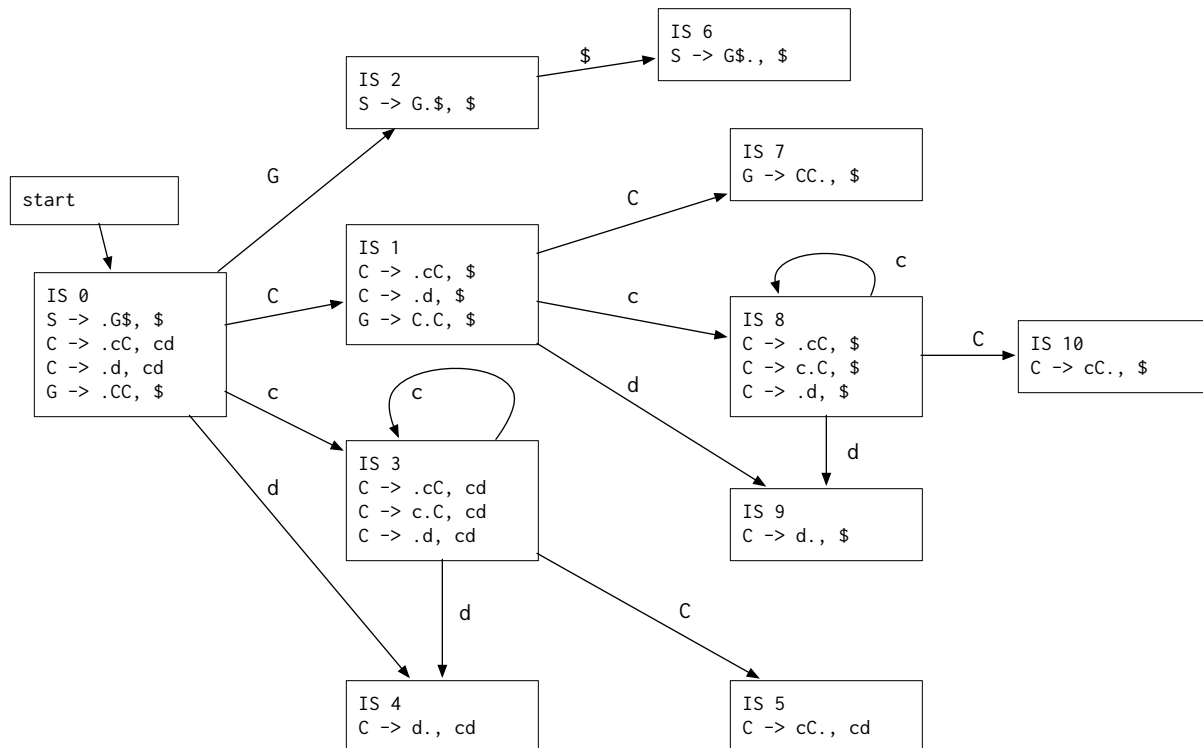 IS 6
S -> G$., $
$
IS 2
S -> G.$, $
IS 7
G -> CC., $
G
C
start
IS 1
C -> .cC, $
C -> .d, $
G -> C.C, $
c
IS 0
S -> .G$, $
C -> .cC, cd
C -> .d, cd
G -> .CC, $
C
c
IS 8
C -> .cC, $
C -> c.C, $
C -> .d, $
C
IS 10
C -> cC., $
c
c
d
IS 3
C -> .cC, cd
C -> c.C, cd
C -> .d, cd
d
d
IS 9
C -> d., $
d
C
IS 4
C -> d., cd
IS 5
C -> cC., cd